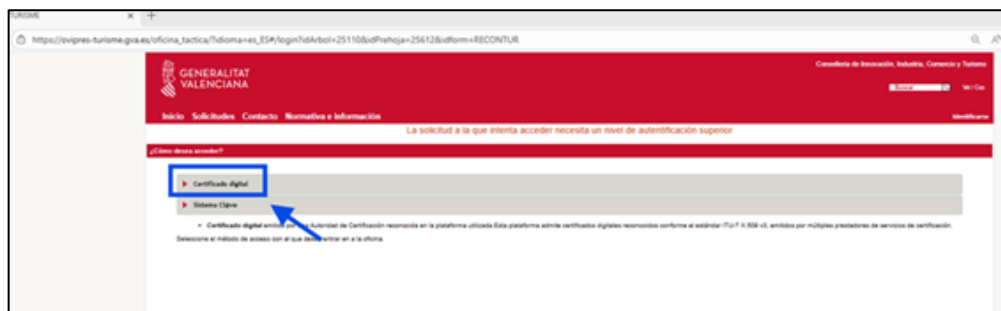 TURISME
https://ovipres-turisme.gva.es/oficina_tactica/?idioma=es_ES#/login?idArbol=25110&idPrehoja=25612&idform=RECONTUR
GENERALITAT
VALENCIANA
Conselleria de Innovación, Industria, Comercio y Turismo
Buscar
Val / Cas
Inicio Solicitudes Contacto Normativa e información
Identificarse
La solicitud a la que intenta acceder necesita un nivel de autentificación superior
¿Cómo desea acceder?
Certificado digital
Sistema Cl@ve
Certificado digital emitido por Autoridad de Certificación reconocida en la plataforma utilizada.Esta plataforma admite certificados digitales reconocidos conforme el estándar ITU-T X.509 v3, emitidos por múltiples prestadores de servicios de certificación.
Seleccione el método de acceso con el que entrar en a la oficina.